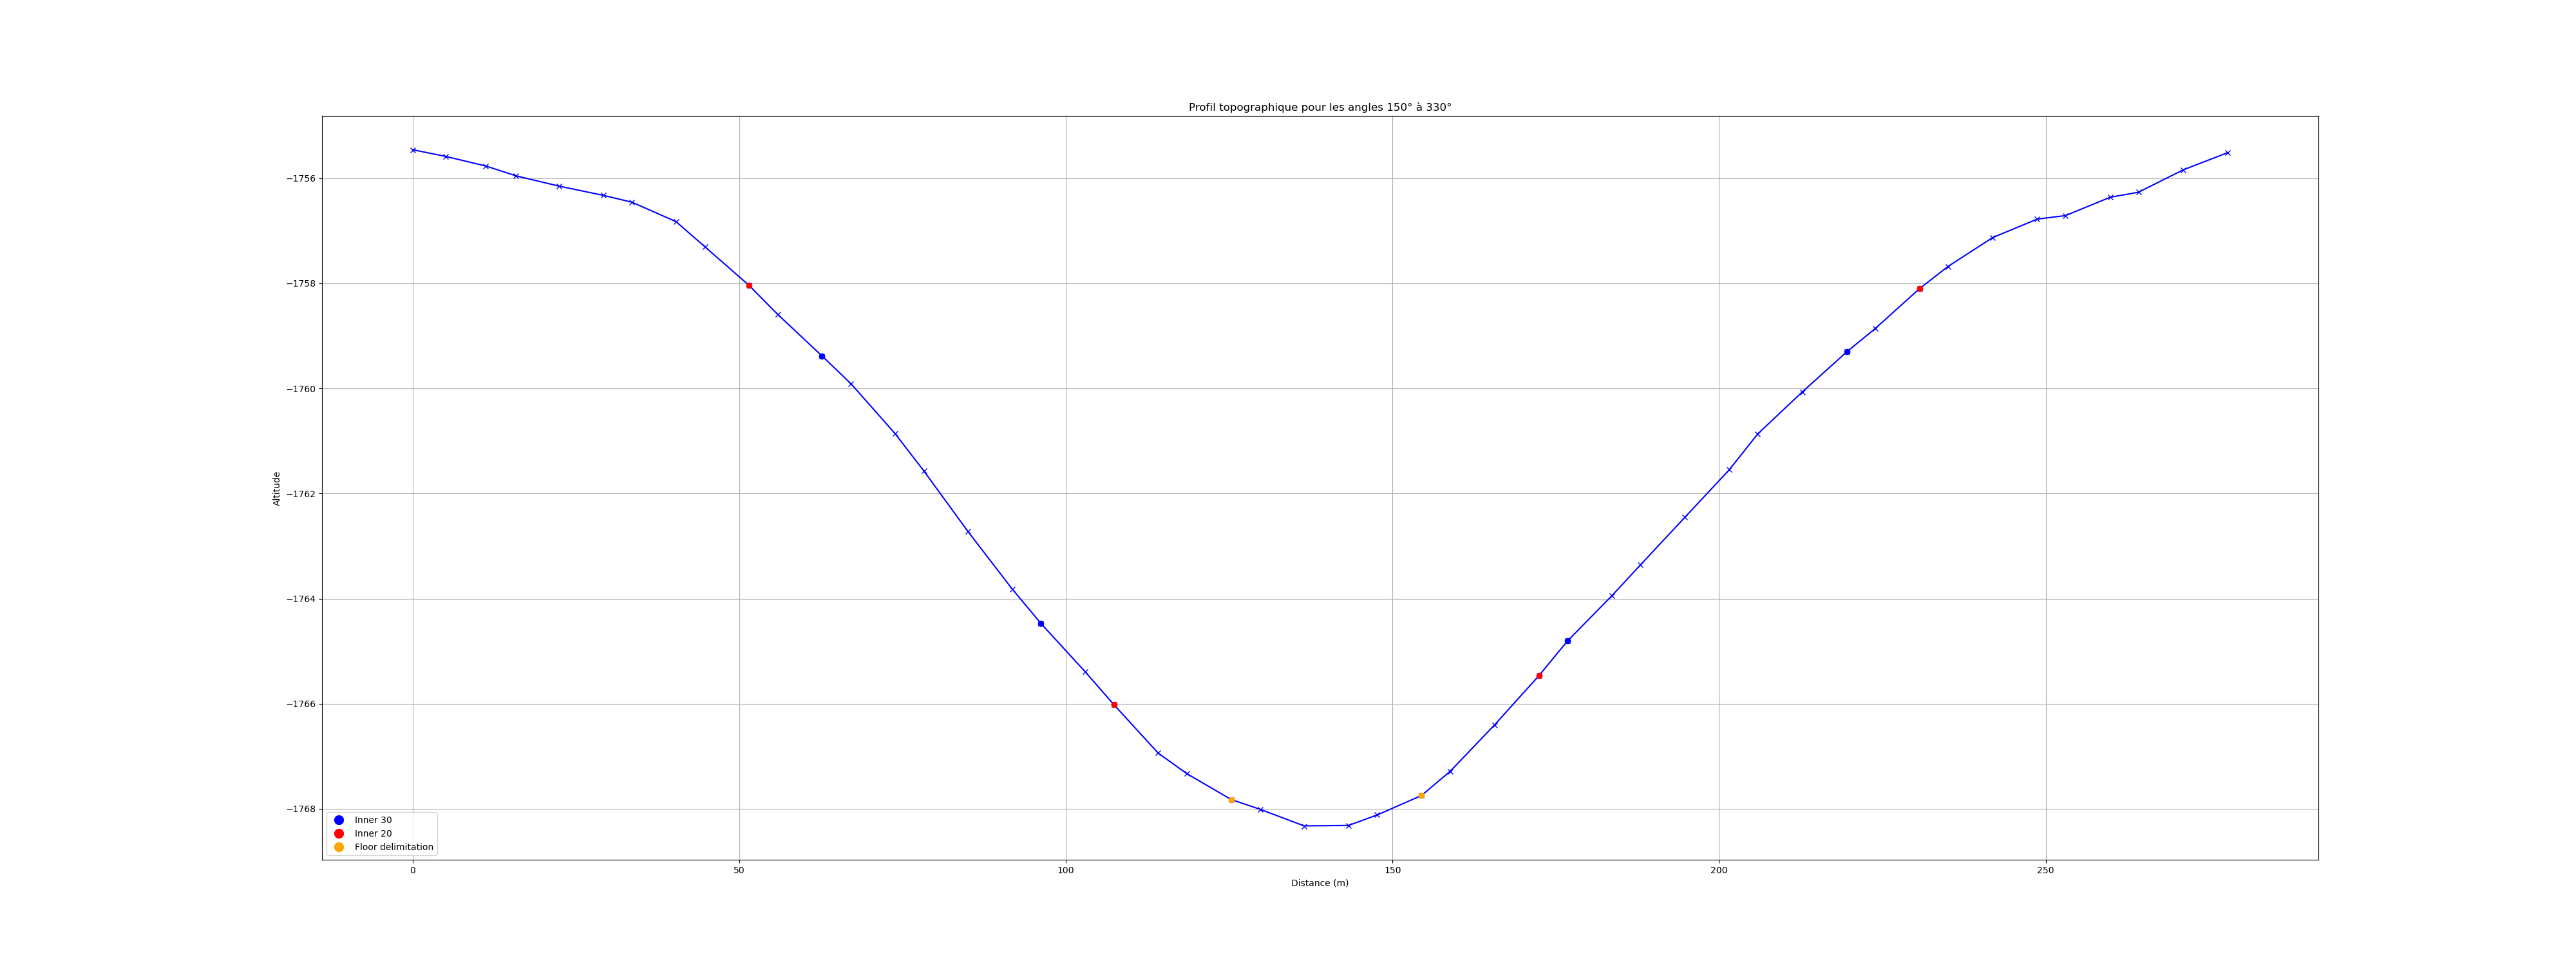 Profil topographique pour les angles 150° à 330°
Altitude
−1756
−1758
−1760
−1762
−1764
−1766
−1768
Inner 30
Inner 20
Floor delimitation
0 50 100 150 200 250
Distance (m)